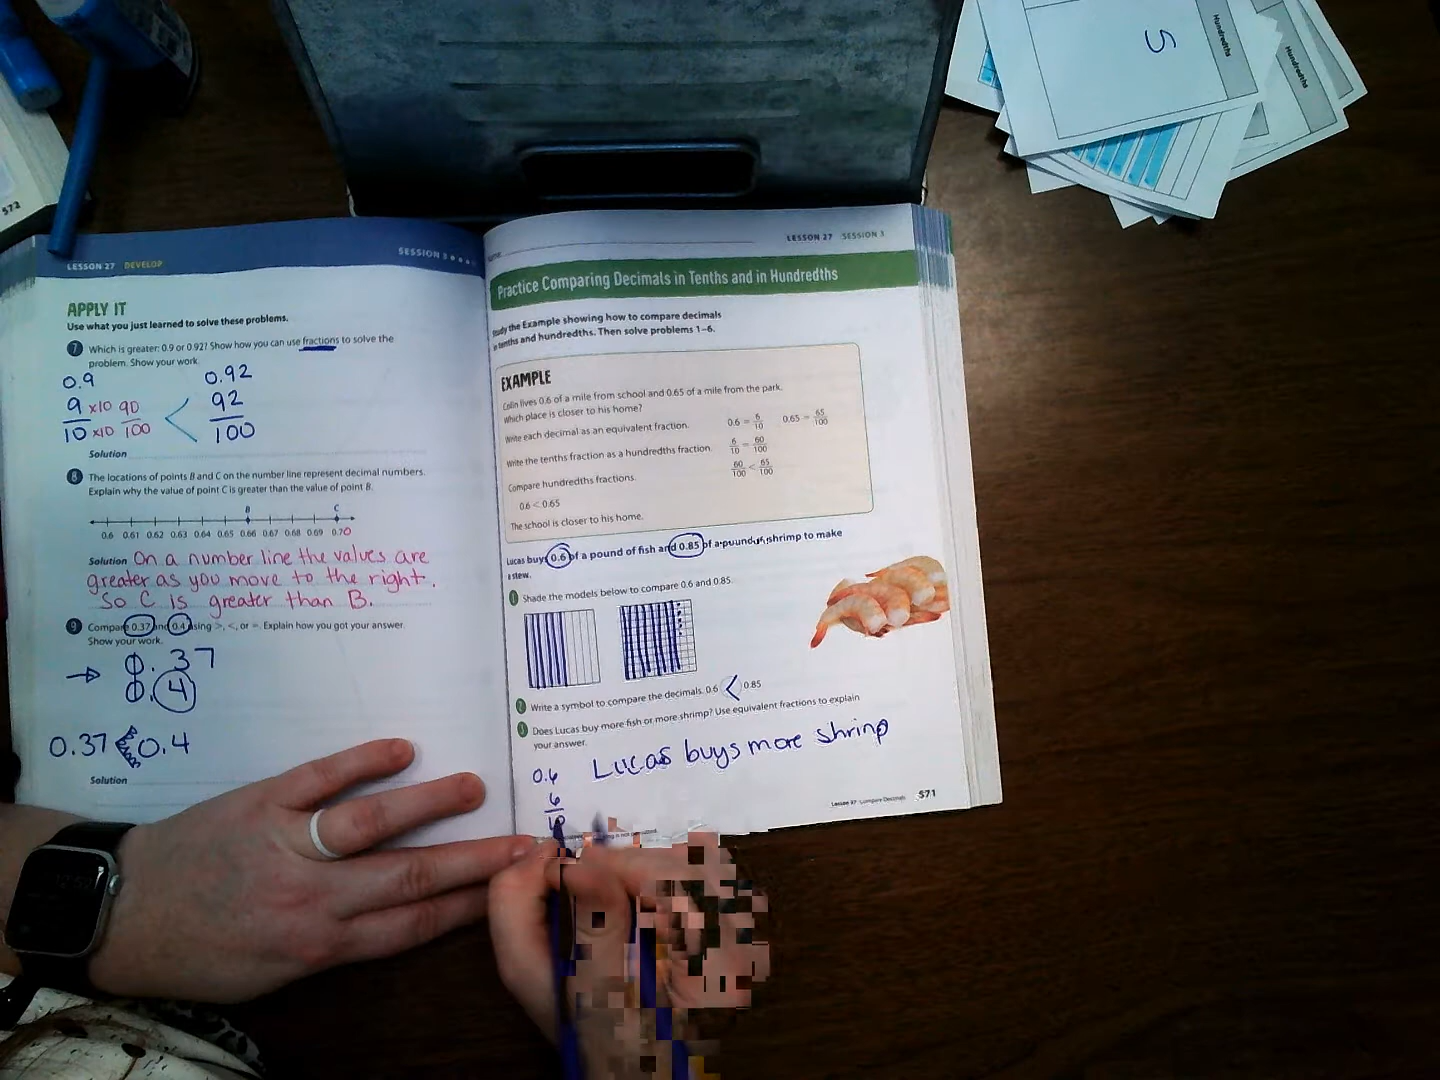 S
Hundredths
Hundredths
572
LESSON 27 DEVELOP
SESSION 3
APPLY IT
Use what you just learned to solve these problems.
7 Which is greater: 0.9 or 0.92? Show how you can use fractions to solve the
problem. Show your work.
0.9 0.92
9 x10 90 < 92
10 x10 100 100
Solution
8 The locations of points B and C on the number line represent decimal numbers.
Explain why the value of point C is greater than the value of point B.
B C
0.6 0.61 0.62 0.63 0.64 0.65 0.66 0.67 0.68 0.69 0.70
Solution On a number line the values are
greater as you move to the right.
So C is greater than B.
9 Compare 0.37 and 0.4 using >, <, or =. Explain how you got your answer.
Show your work.
→ 0.37
0.4
0.37 < 0.4
Solution
LESSON 27 SESSION 3
Practice Comparing Decimals in Tenths and in Hundredths
Study the Example showing how to compare decimals
in tenths and hundredths. Then solve problems 1–6.
EXAMPLE
Colin lives 0.6 of a mile from school and 0.65 of a mile from the park.
Which place is closer to his home?
Write each decimal as an equivalent fraction. 0.6 = 6/10 0.65 = 65/100
Write the tenths fraction as a hundredths fraction. 6/10 = 60/100
Compare hundredths fractions. 60/100 < 65/100
0.6 < 0.65
The school is closer to his home.
Lucas buys 0.6 of a pound of fish and 0.85 of a pound of shrimp to make
a stew.
1 Shade the models below to compare 0.6 and 0.85.
2 Write a symbol to compare the decimals. 0.6 < 0.85
3 Does Lucas buy more fish or more shrimp? Use equivalent fractions to explain
your answer.
Lucas buys more shrimp
0.6
6
10
Lesson 27 Compare Decimals 571